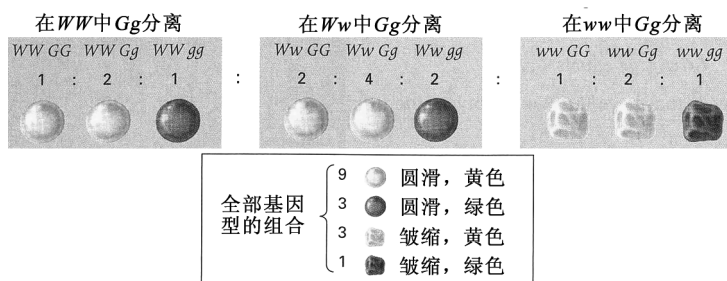 在WW中Gg分离 在Ww中Gg分离 在ww中Gg分离
WW GG WW Gg WW gg Ww GG Ww Gg Ww gg ww GG ww Gg ww gg
1 : 2 : 1 : 2 : 4 : 2 : 1 : 2 : 1
9 圆滑，黄色
全部基因 3 圆滑，绿色
型的组合 3 皱缩，黄色
1 皱缩，绿色